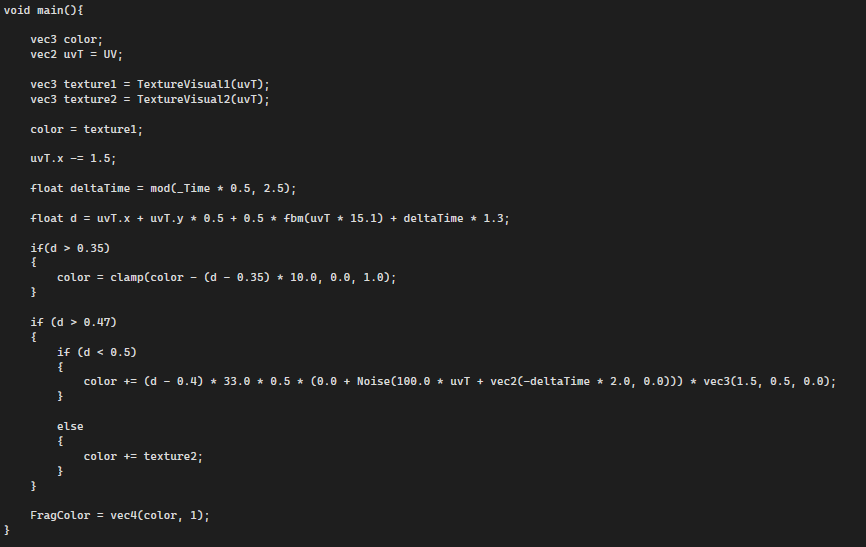 void main(){
vec3 color;
vec2 uvT = UV;
vec3 texture1 = TextureVisual1(uvT);
vec3 texture2 = TextureVisual2(uvT);
color = texture1;
uvT.x -= 1.5;
float deltaTime = mod(_Time * 0.5, 2.5);
float d = uvT.x + uvT.y * 0.5 + 0.5 * fbm(uvT * 15.1) + deltaTime * 1.3;
if(d > 0.35)
{
color = clamp(color - (d - 0.35) * 10.0, 0.0, 1.0);
}
if (d > 0.47)
{
if (d < 0.5)
{
color += (d - 0.4) * 33.0 * 0.5 * (0.0 + Noise(100.0 * uvT + vec2(-deltaTime * 2.0, 0.0))) * vec3(1.5, 0.5, 0.0);
}
else
{
color += texture2;
}
}
FragColor = vec4(color, 1);
}